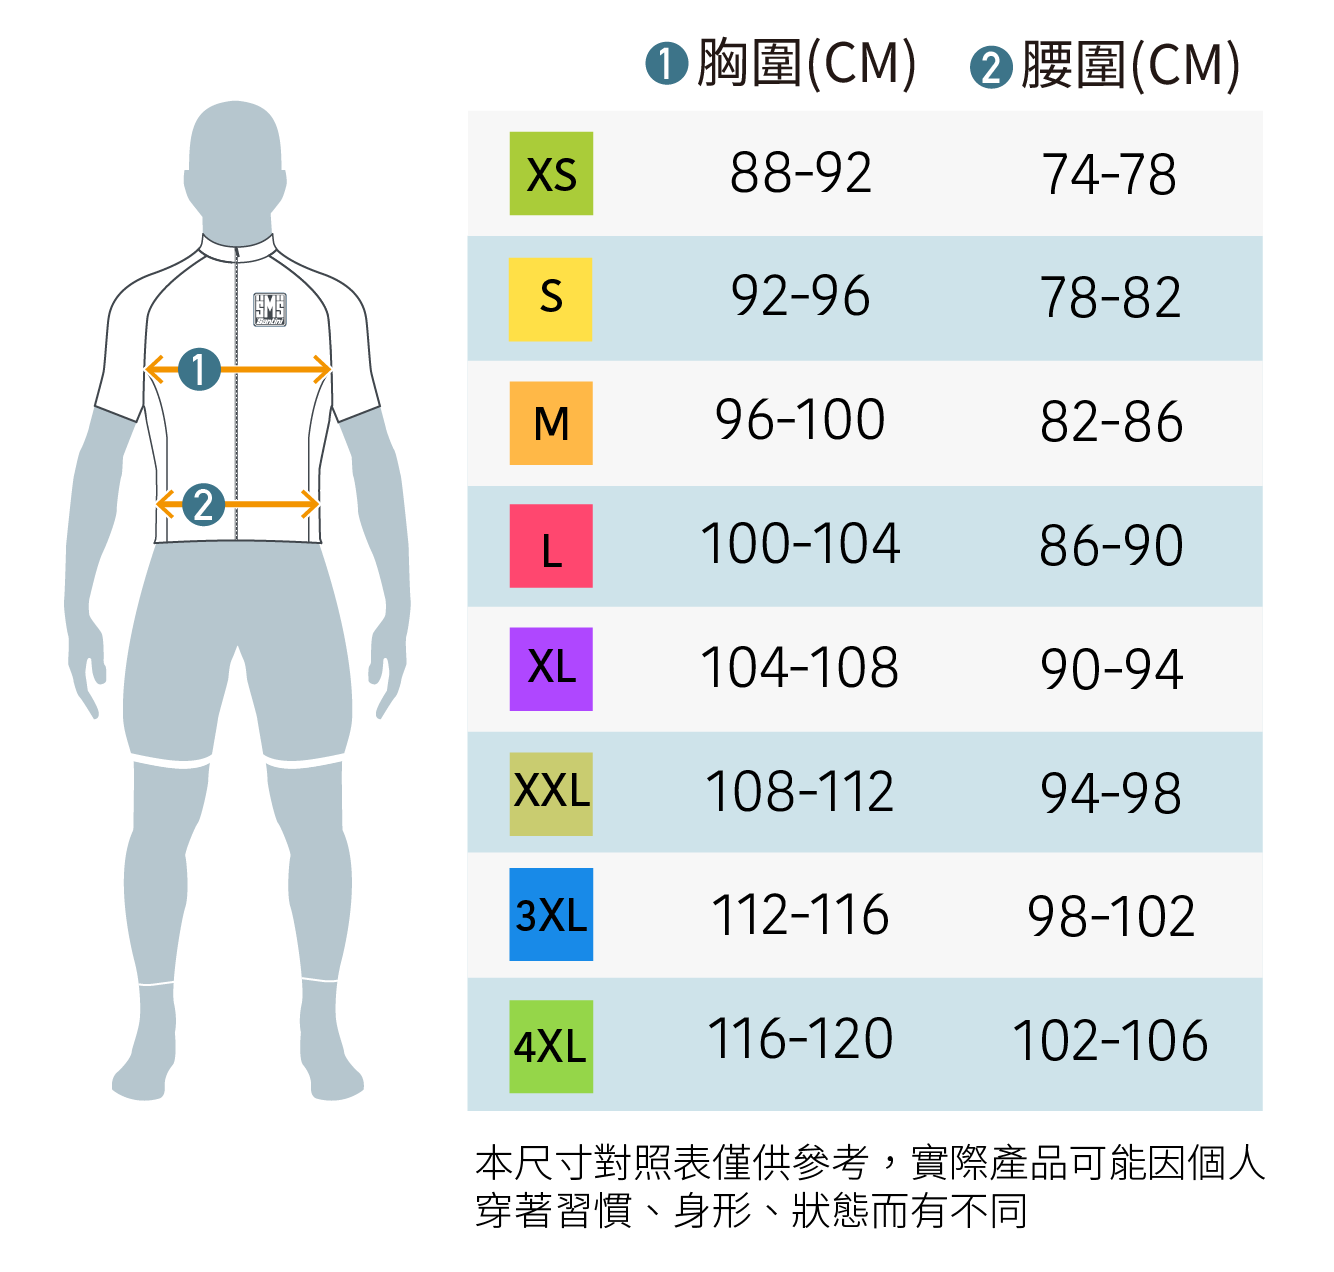 1 胸圍(CM) 2 腰圍(CM)
XS 88-92 74-78
S 92-96 78-82
SMS
Santini
1
M 96-100 82-86
2
L 100-104 86-90
XL 104-108 90-94
XXL 108-112 94-98
3XL 112-116 98-102
4XL 116-120 102-106
本尺寸對照表僅供參考，實際產品可能因個人
穿著習慣、身形、狀態而有不同